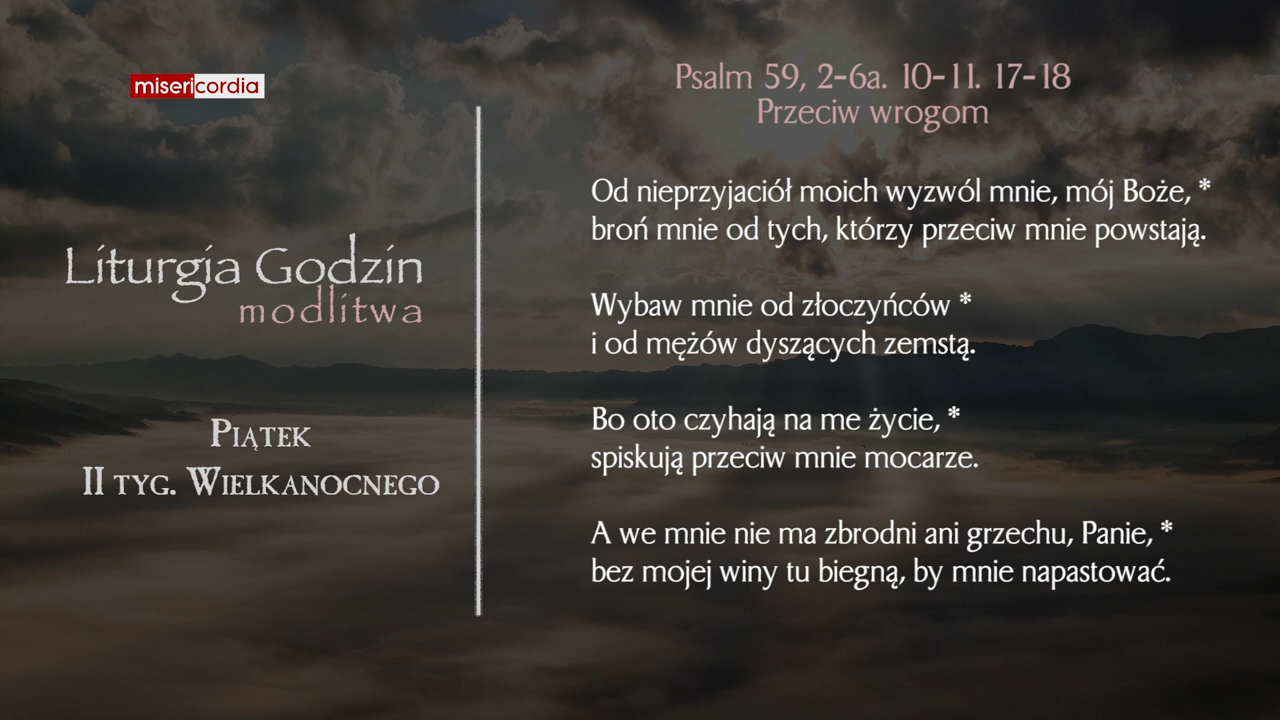 misericordia
Liturgia Godzin
modlitwa
Piątek
II tyg. Wielkanocnego
Psalm 59, 2-6a. 10-11. 17-18
Przeciw wrogom
Od nieprzyjaciół moich wyzwól mnie, mój Boże, *
broń mnie od tych, którzy przeciw mnie powstają.
Wybaw mnie od złoczyńców *
i od mężów dyszących zemstą.
Bo oto czyhają na me życie, *
spiskują przeciw mnie mocarze.
A we mnie nie ma zbrodni ani grzechu, Panie, *
bez mojej winy tu biegną, by mnie napastować.